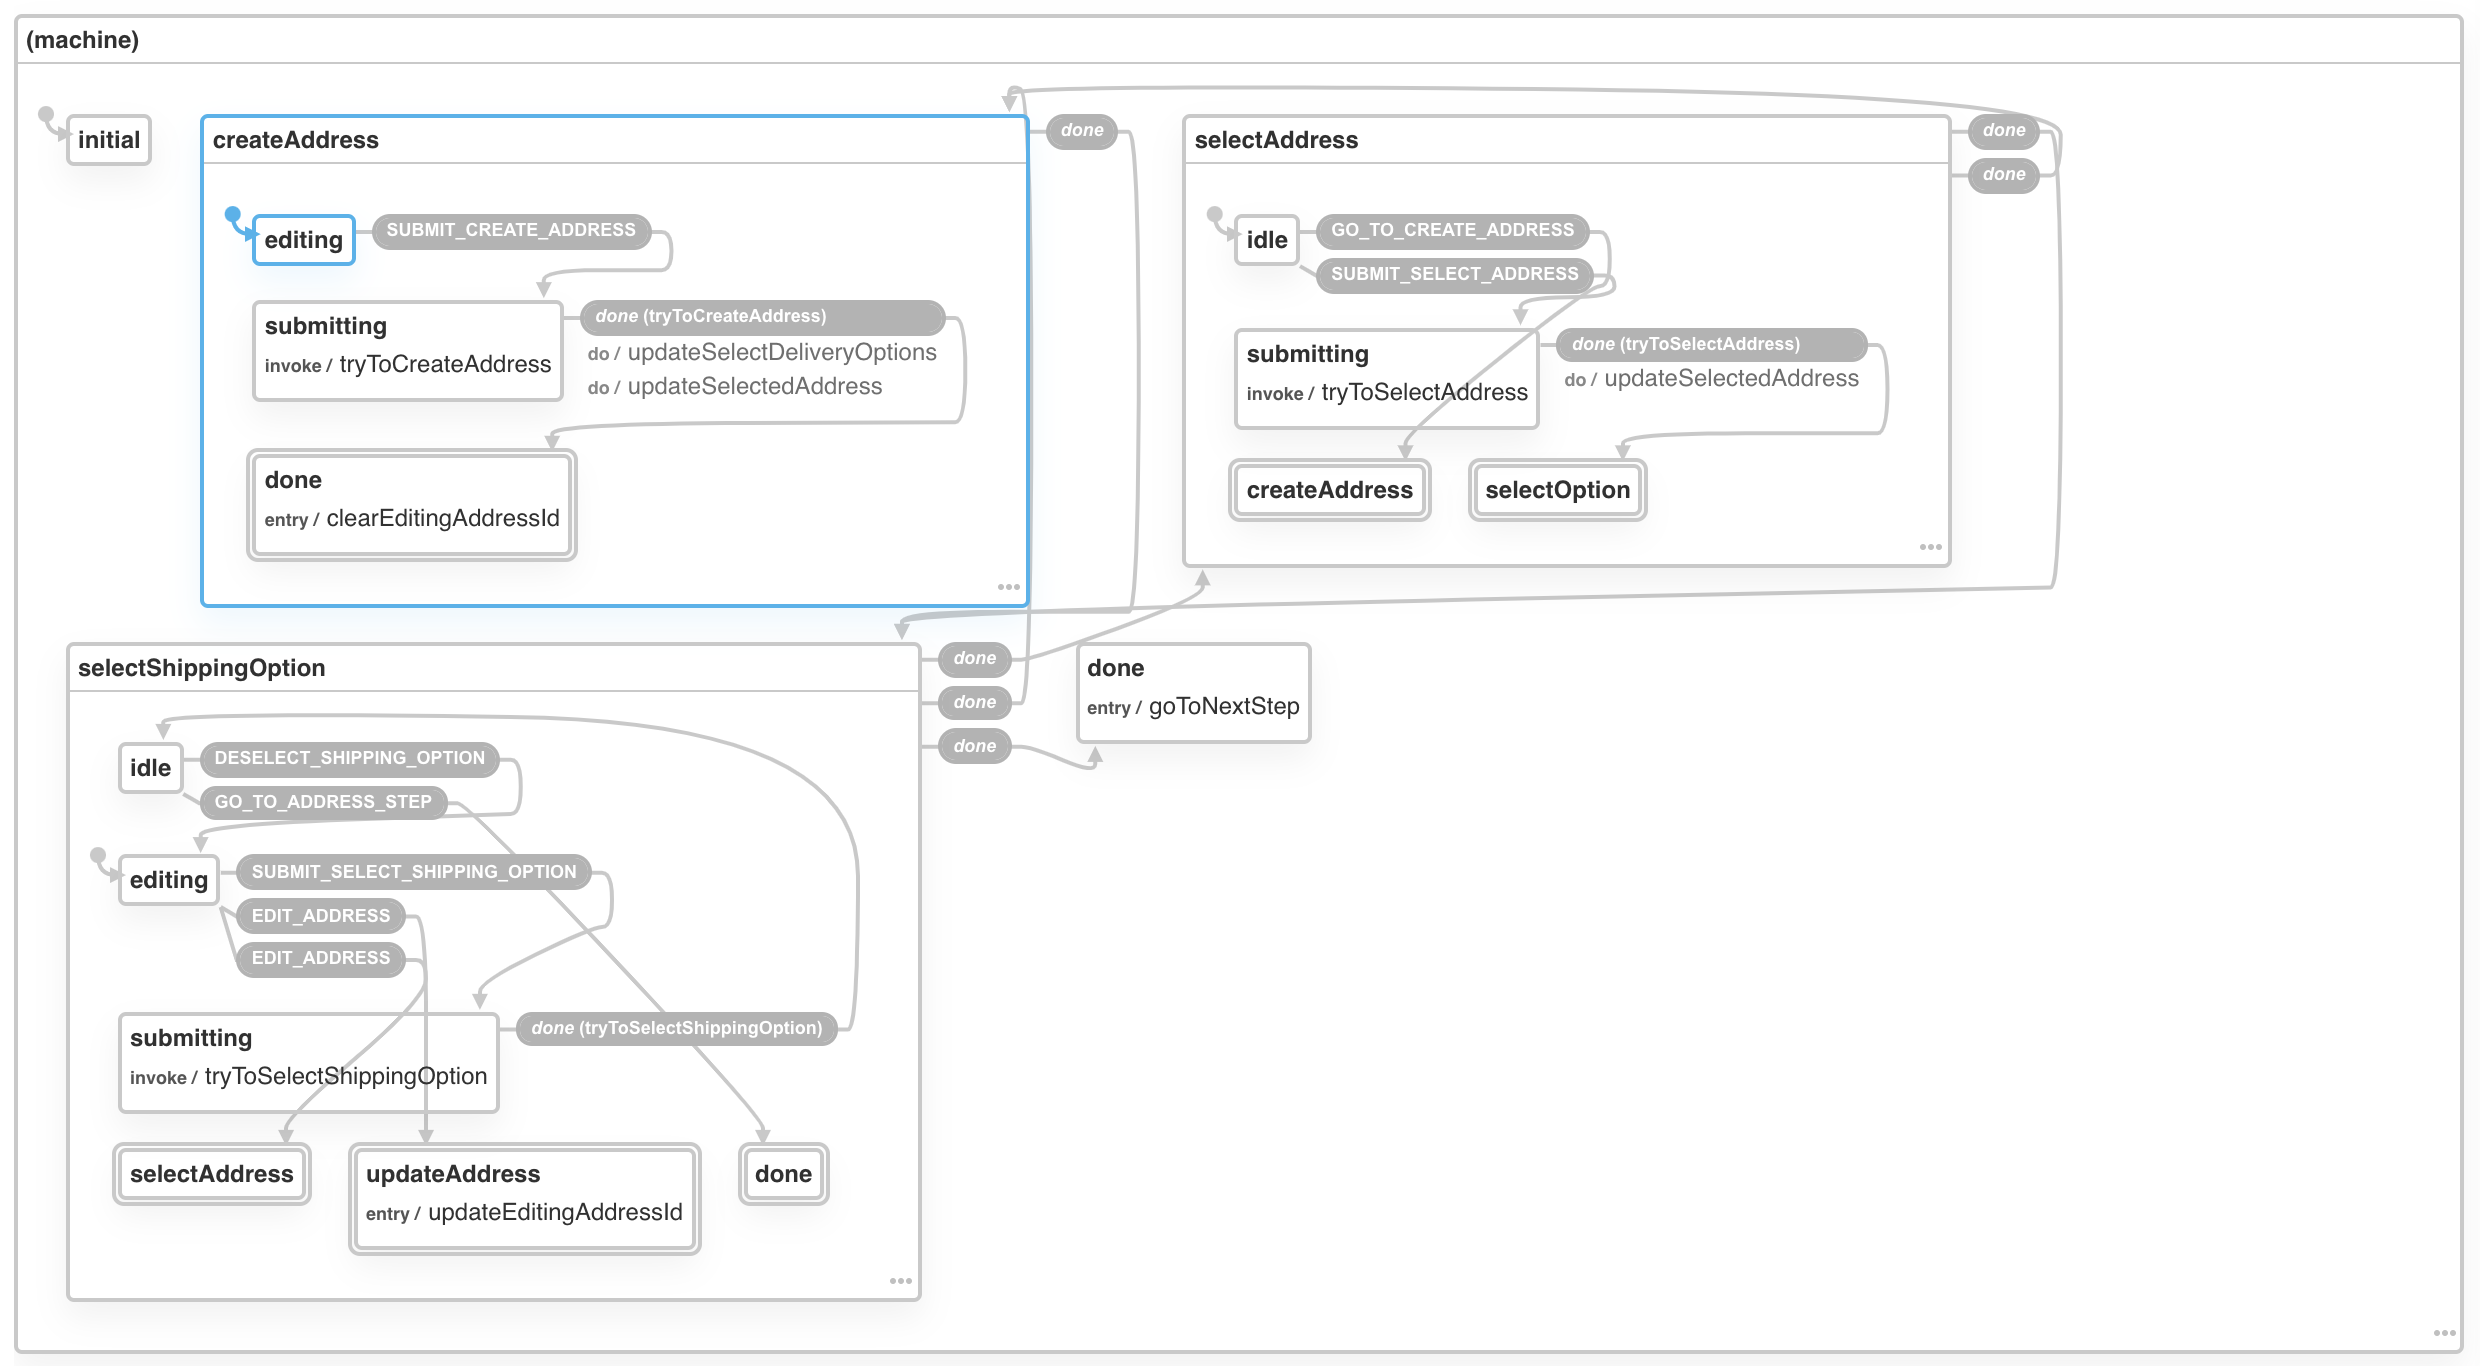 (machine)
initial
createAddress
done
editing
SUBMIT_CREATE_ADDRESS
submitting
invoke / tryToCreateAddress
done (tryToCreateAddress)
do / updateSelectDeliveryOptions
do / updateSelectedAddress
done
entry / clearEditingAddressId
selectAddress
done
done
idle
GO_TO_CREATE_ADDRESS
SUBMIT_SELECT_ADDRESS
submitting
invoke / tryToSelectAddress
done (tryToSelectAddress)
do / updateSelectedAddress
createAddress
selectOption
selectShippingOption
done
done
done
idle
DESELECT_SHIPPING_OPTION
GO_TO_ADDRESS_STEP
editing
SUBMIT_SELECT_SHIPPING_OPTION
EDIT_ADDRESS
EDIT_ADDRESS
submitting
invoke / tryToSelectShippingOption
done (tryToSelectShippingOption)
selectAddress
updateAddress
entry / updateEditingAddressId
done
done
entry / goToNextStep